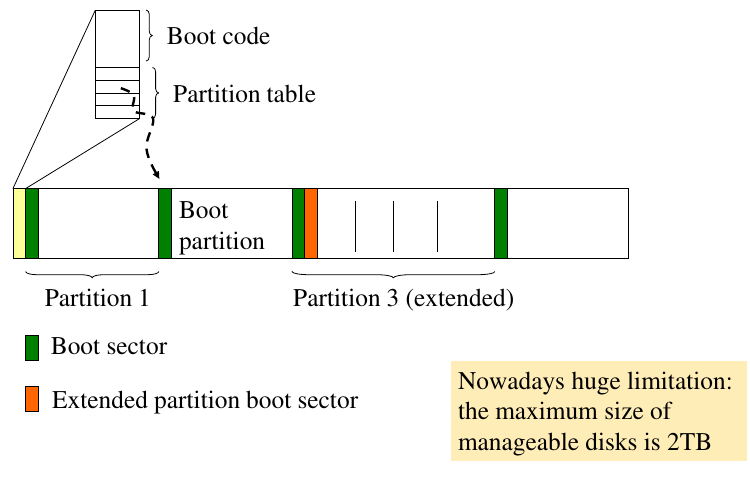 Boot code
Partition table
Boot
partition
Partition 1
Partition 3 (extended)
Boot sector
Extended partition boot sector
Nowadays huge limitation:
the maximum size of
manageable disks is 2TB